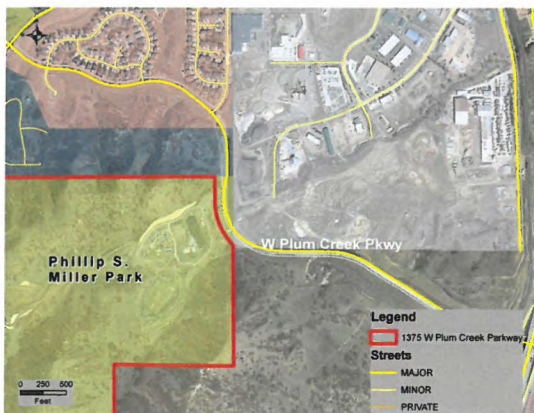 W Plum Creek Pkwy
Phillip S.
Miller Park
Legend
1375 W Plum Creek Parkway
Streets
MAJOR
MINOR
PRIVATE
0 250 500
Feet